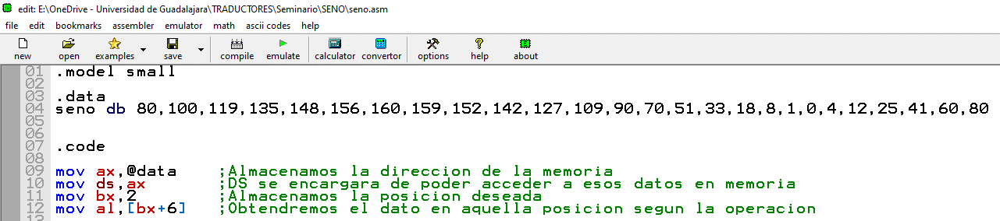 edit: E:\OneDrive - Universidad de Guadalajara\TRADUCTORES\Seminario\SENO\seno.asm
file edit bookmarks assembler emulator math ascii codes help
new open examples save compile emulate calculator convertor options help about
01 .model small
02
03 .data
04 seno db 80,100,119,135,148,156,160,159,152,142,127,109,90,70,51,33,18,8,1,0,4,12,25,41,60,80
05
06
07 .code
08
09 mov ax,@data ;Almacenamos la direccion de la memoria
10 mov ds,ax ;DS se encargara de poder acceder a esos datos en memoria
11 mov bx,2 ;Almacenamos la posicion deseada
12 mov al,[bx+6] ;Obtendremos el dato en aquella posicion segun la operacion